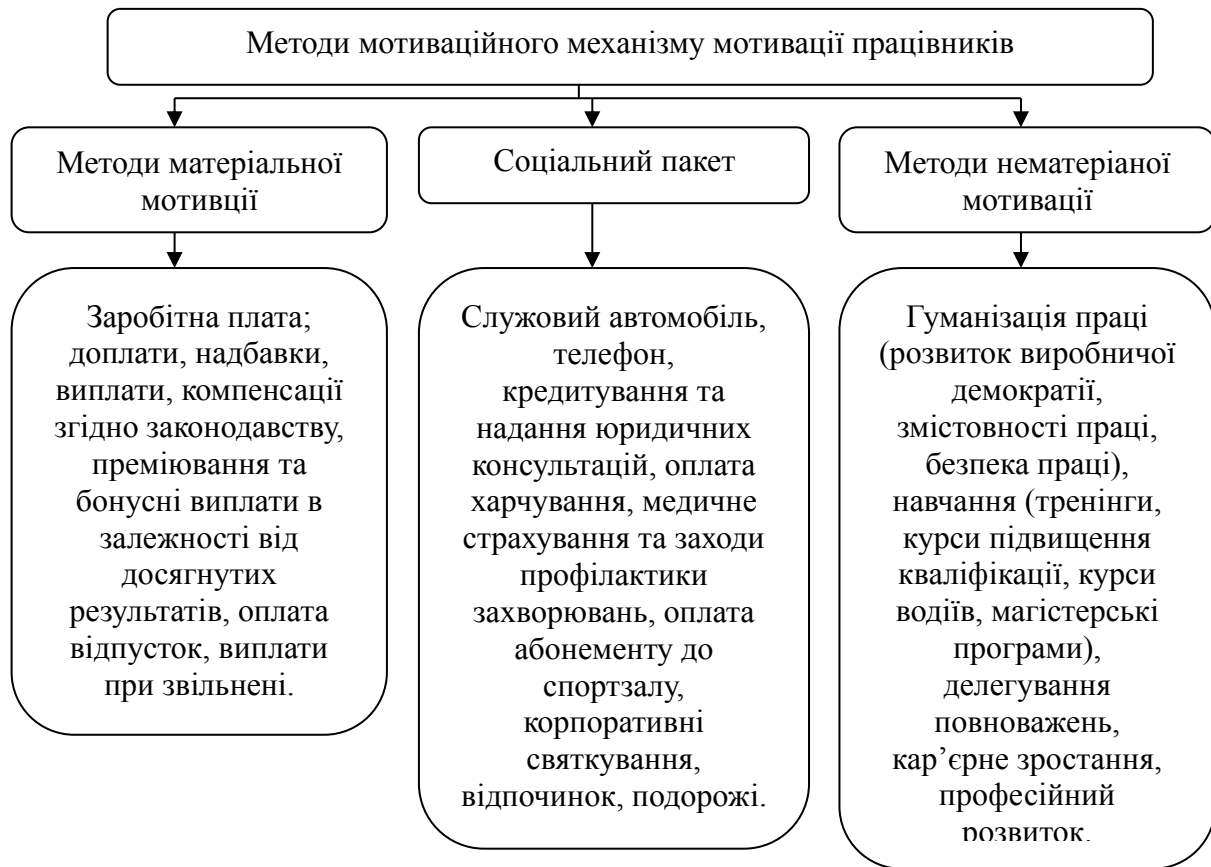 Методи мотиваційного механізму мотивації працівників
Методи матеріальної
мотивції
Соціальний пакет
Методи нематеріаної
мотивації
Заробітна плата;
доплати, надбавки,
виплати, компенсації
згідно законодавству,
преміювання та
бонусні виплати в
залежності від
досягнутих
результатів, оплата
відпусток, виплати
при звільнені.
Служовий автомобіль,
телефон,
кредитування та
надання юридичних
консультацій, оплата
харчування, медичне
страхування та заходи
профілактики
захворювань, оплата
абонементу до
спортзалу,
корпоративні
святкування,
відпочинок, подорожі.
Гуманізація праці
(розвиток виробничої
демократії,
змістовності праці,
безпека праці),
навчання (тренінги,
курси підвищення
кваліфікації, курси
водіїв, магістерські
програми),
делегування
повноважень,
кар’єрне зростання,
професійний
розвиток.